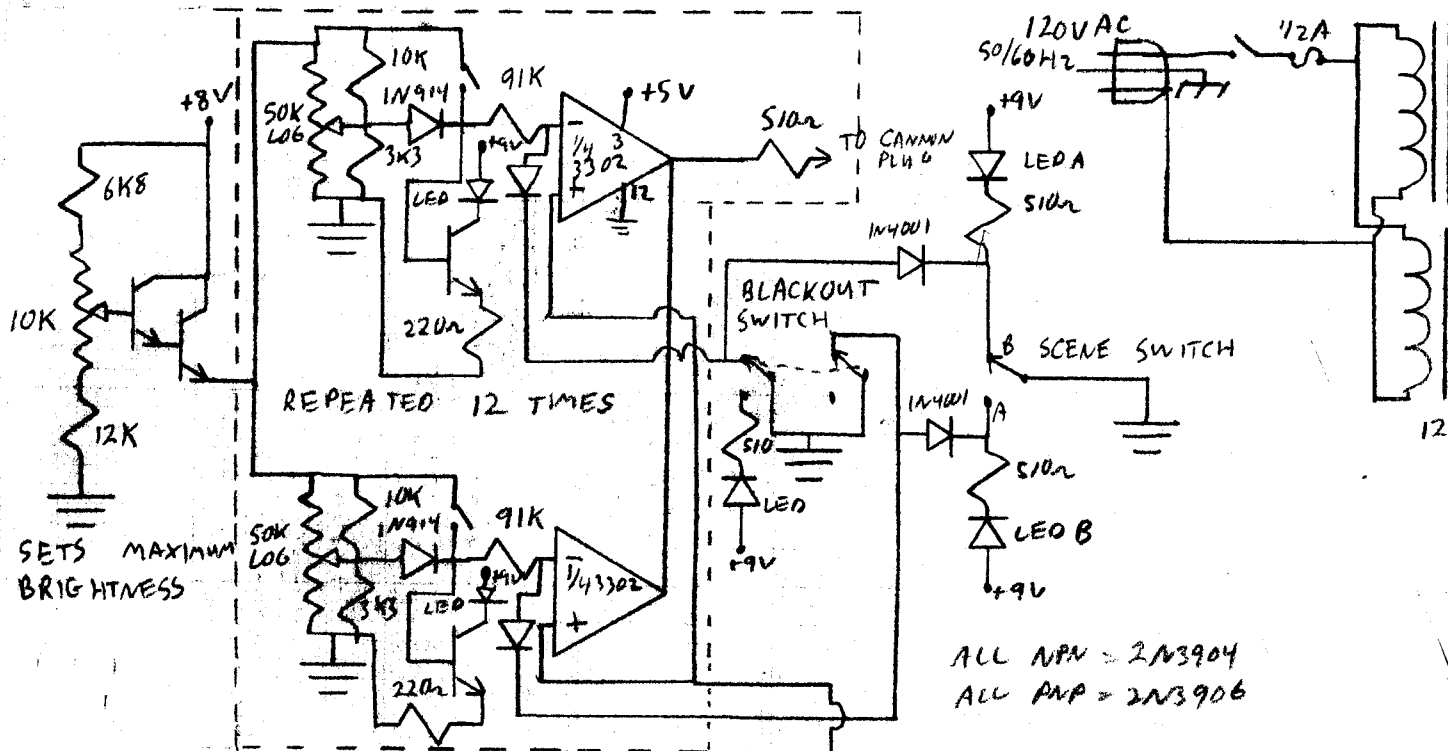 120VAC
50/60HZ
1/2A
10K
1N914
91K
+5V
+8V
50K
LOG
3K3
+9V
LED
-
1/4
3302
3
+
12
510Ω
TO CANNON
PLUG
+9V
LED A
510Ω
6K8
1N4001
BLACKOUT
SWITCH
10K
220Ω
B SCENE SWITCH
REPEATED 12 TIMES
1N4001
A
12K
510
510Ω
12
LED
LED B
10K
1N914
91K
50K
LOG
-
1/4 3302
+9V
+9V
+9V
SETS MAXIMUM
BRIGHTNESS
3K3
LED
+
220Ω
ALL NPN = 2N3904
ALL PNP = 2N3906